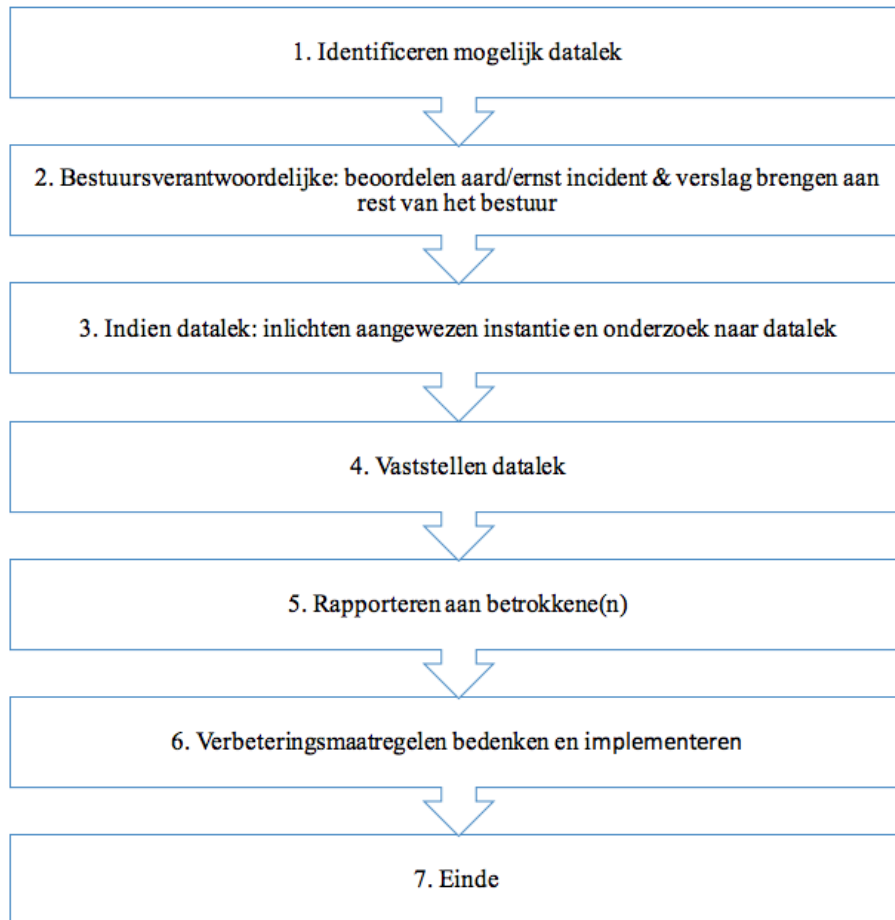 1. Identificeren mogelijk datalek
2. Bestuursverantwoordelijke: beoordelen aard/ernst incident & verslag brengen aan
rest van het bestuur
3. Indien datalek: inlichten aangewezen instantie en onderzoek naar datalek
4. Vaststellen datalek
5. Rapporteren aan betrokkene(n)
6. Verbeteringsmaatregelen bedenken en implementeren
7. Einde